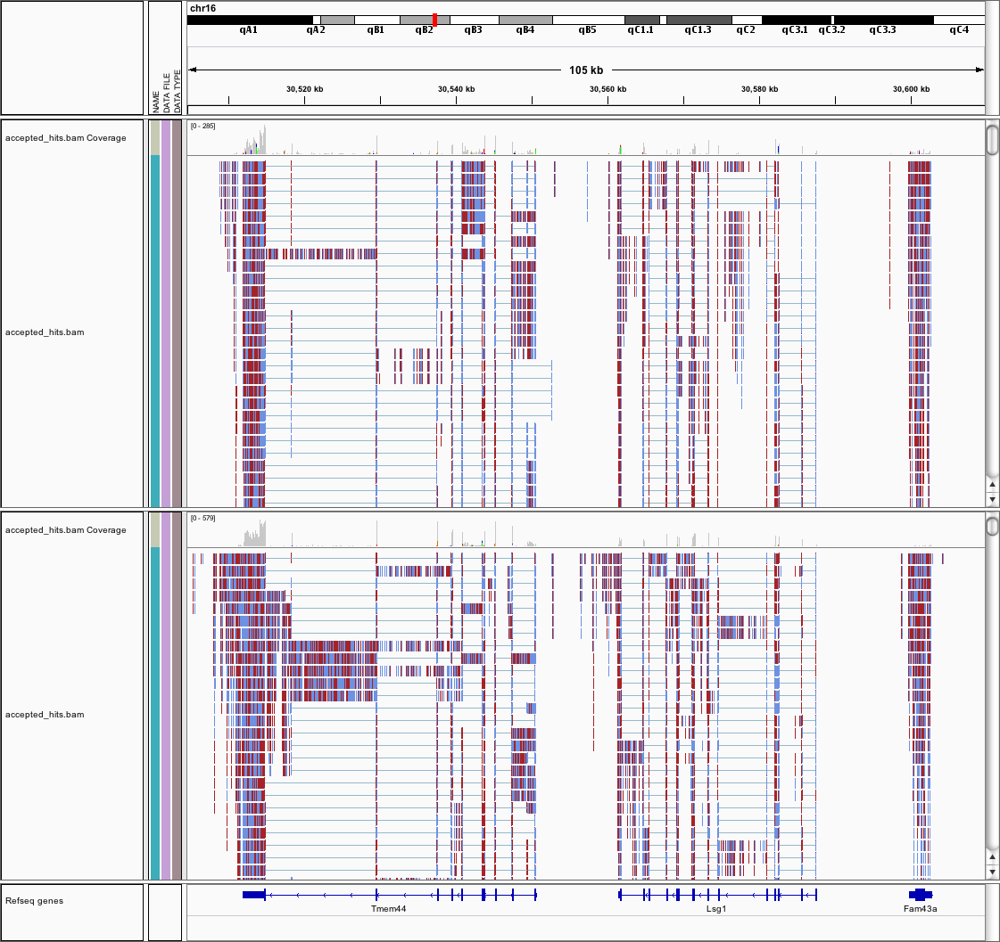 chr16
qA1 qA2 qB1 qB2 qB3 qB4 qB5 qC1.1 qC1.3 qC2 qC3.1 qC3.2 qC3.3 qC4
105 kb
30,520 kb 30,540 kb 30,560 kb 30,580 kb 30,600 kb
NAME
DATA FILE
DATA TYPE
[0 - 285]
accepted_hits.bam Coverage
accepted_hits.bam
[0 - 579]
accepted_hits.bam Coverage
accepted_hits.bam
Refseq genes
Tmem44 Lsg1 Fam43a